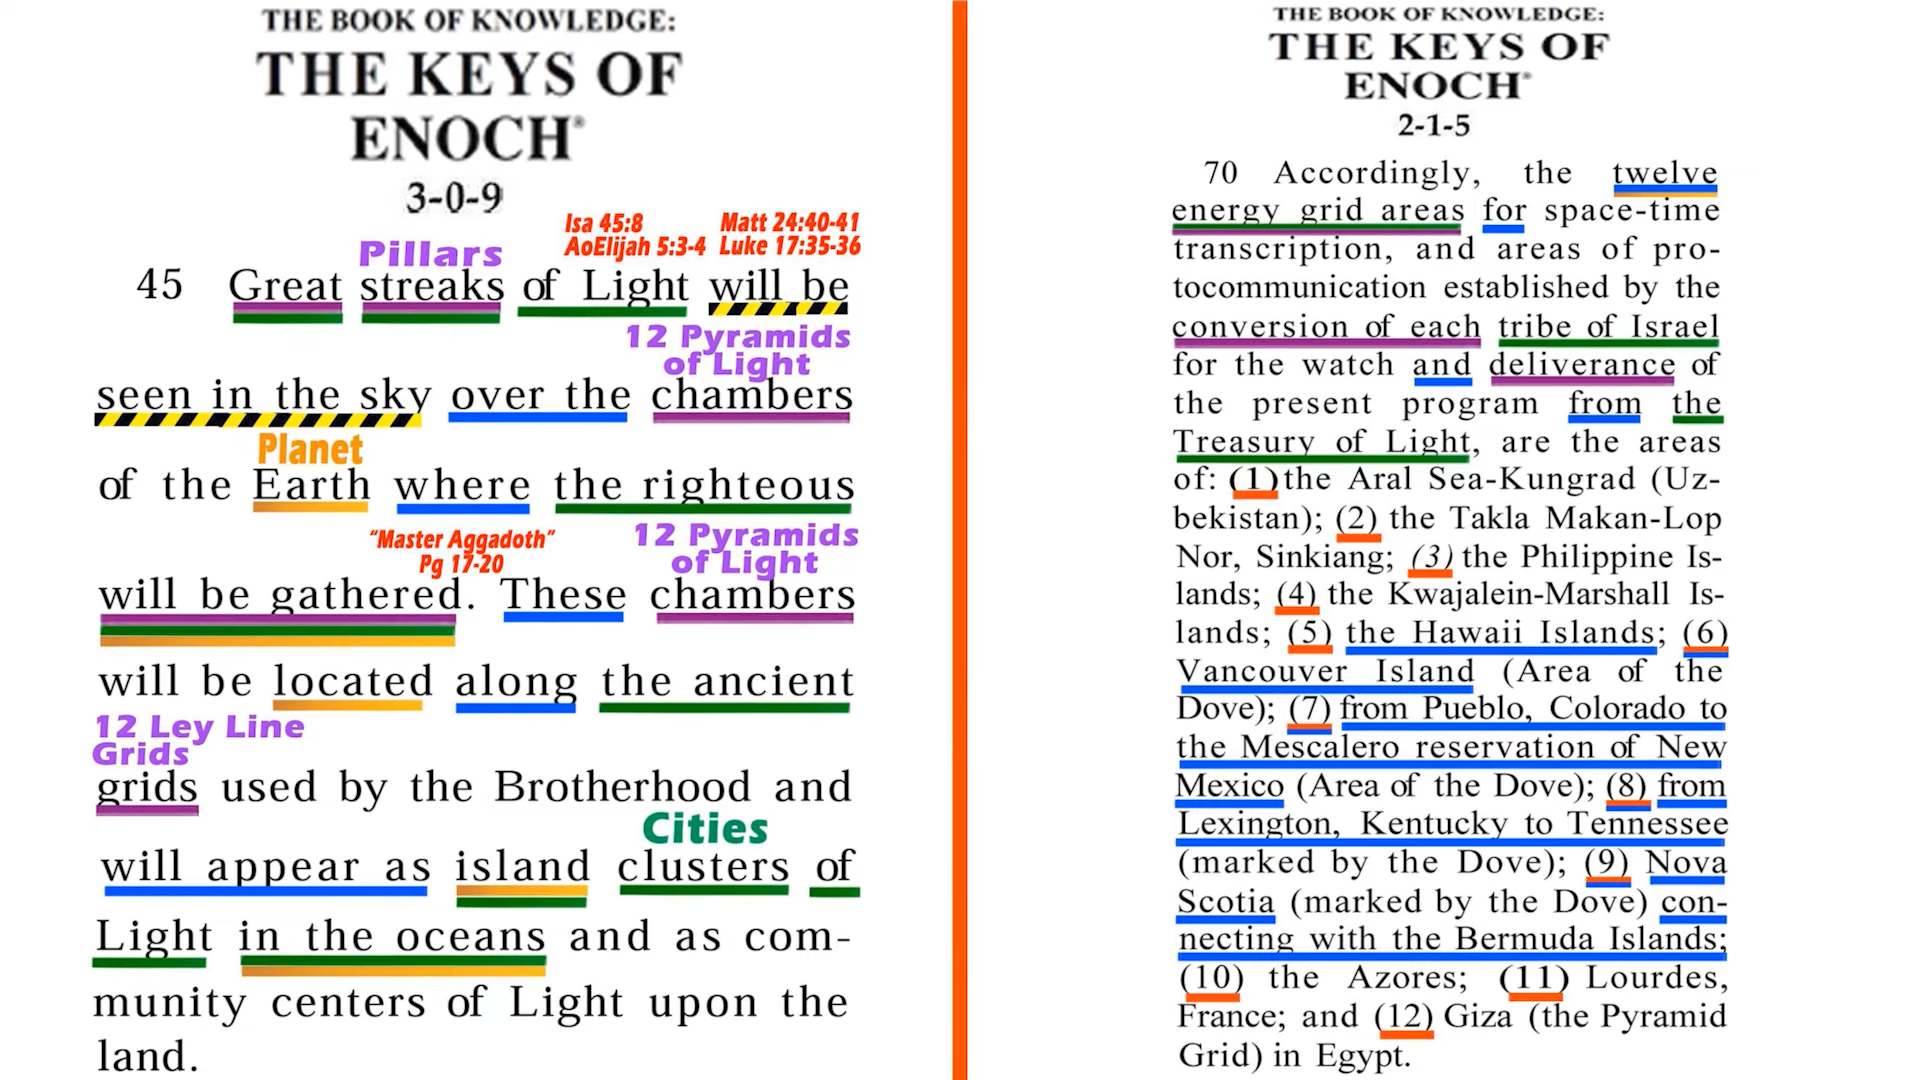 THE BOOK OF KNOWLEDGE:
THE KEYS OF
ENOCH®
3-0-9
Isa 45:8 Matt 24:40-41
Pillars AoElijah 5:3-4 Luke 17:35-36
45 Great streaks of Light will be
12 Pyramids
of Light
seen in the sky over the chambers
Planet
of the Earth where the righteous
"Master Aggadoth" 12 Pyramids
Pg 17-20 of Light
will be gathered. These chambers
will be located along the ancient
12 Ley Line
Grids
grids used by the Brotherhood and
Cities
will appear as island clusters of
Light in the oceans and as com-
munity centers of Light upon the
land.
THE BOOK OF KNOWLEDGE:
THE KEYS OF
ENOCH®
2-1-5
70 Accordingly, the twelve
energy grid areas for space-time
transcription, and areas of pro-
tocommunication established by the
conversion of each tribe of Israel
for the watch and deliverance of
the present program from the
Treasury of Light, are the areas
of: (1) the Aral Sea-Kungrad (Uz-
bekistan); (2) the Takla Makan-Lop
Nor, Sinkiang; (3) the Philippine Is-
lands; (4) the Kwajalein-Marshall Is-
lands; (5) the Hawaii Islands; (6)
Vancouver Island (Area of the
Dove); (7) from Pueblo, Colorado to
the Mescalero reservation of New
Mexico (Area of the Dove); (8) from
Lexington, Kentucky to Tennessee
(marked by the Dove); (9) Nova
Scotia (marked by the Dove) con-
necting with the Bermuda Islands;
(10) the Azores; (11) Lourdes,
France; and (12) Giza (the Pyramid
Grid) in Egypt.